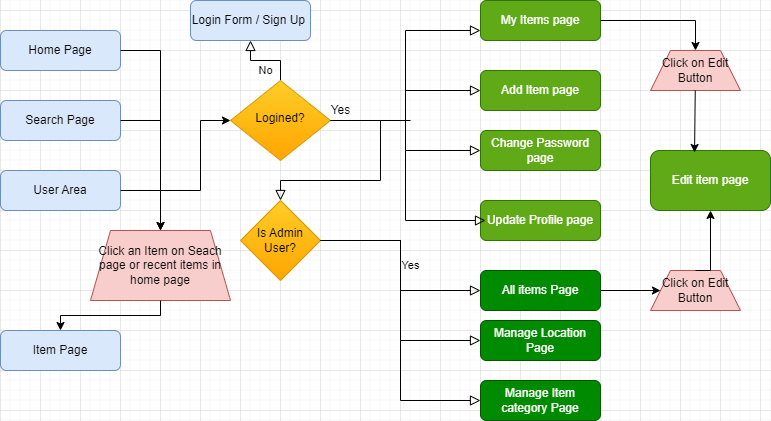 Login Form / Sign Up
My Items page
Home Page
Click on Edit
Button
No
Add Item page
Search Page
Logined?
Yes
Change Password
page
User Area
Edit item page
Update Profile page
Is Admin
User?
Click an Item on Seach
page or recent items in
home page
Yes
All items Page
Click on Edit
Button
Item Page
Manage Location
Page
Manage Item
category Page